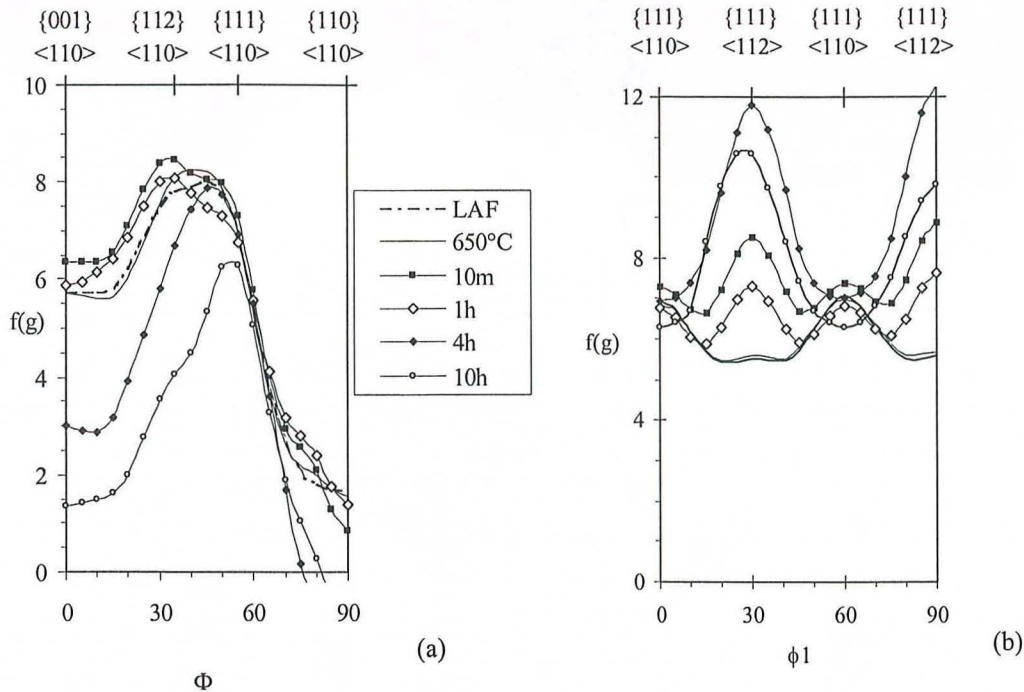 {001} {112} {111} {110}
<110> <110> <110> <110>
10
8
6
f(g)
4
2
0
0 30 60 90
Φ
(a)
LAF
650°C
10m
1h
4h
10h
{111} {111} {111} {111}
<110> <112> <110> <112>
12
8
f(g)
4
0
0 30 60 90
ϕ1
(b)